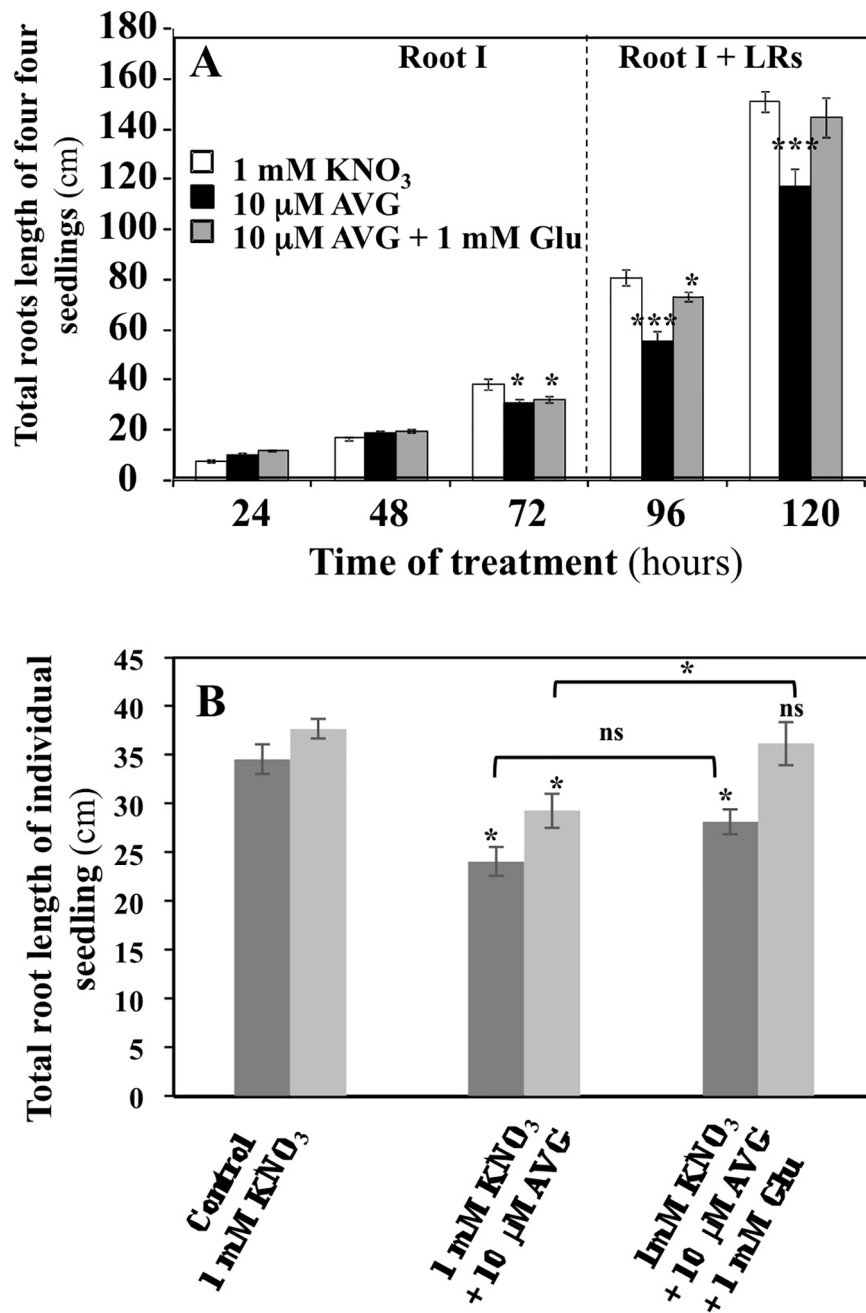 A
Root I
Root I + LRs
Total roots length of four four
seedlings (cm)
180
160
140
120
100
80
60
40
20
0
1 mM KNO₃
10 μM AVG
10 μM AVG + 1 mM Glu
* *
***
*
***
24 48 72 96 120
Time of treatment (hours)
B
Total root length of individual
seedling (cm)
45
40
35
30
25
20
15
10
5
0
*
ns
ns
*
*
*
Control
1 mM KNO₃
1 mM KNO₃
+10 μM AVG
1mM KNO₃
+10 μM AVG
+1 mM Glu